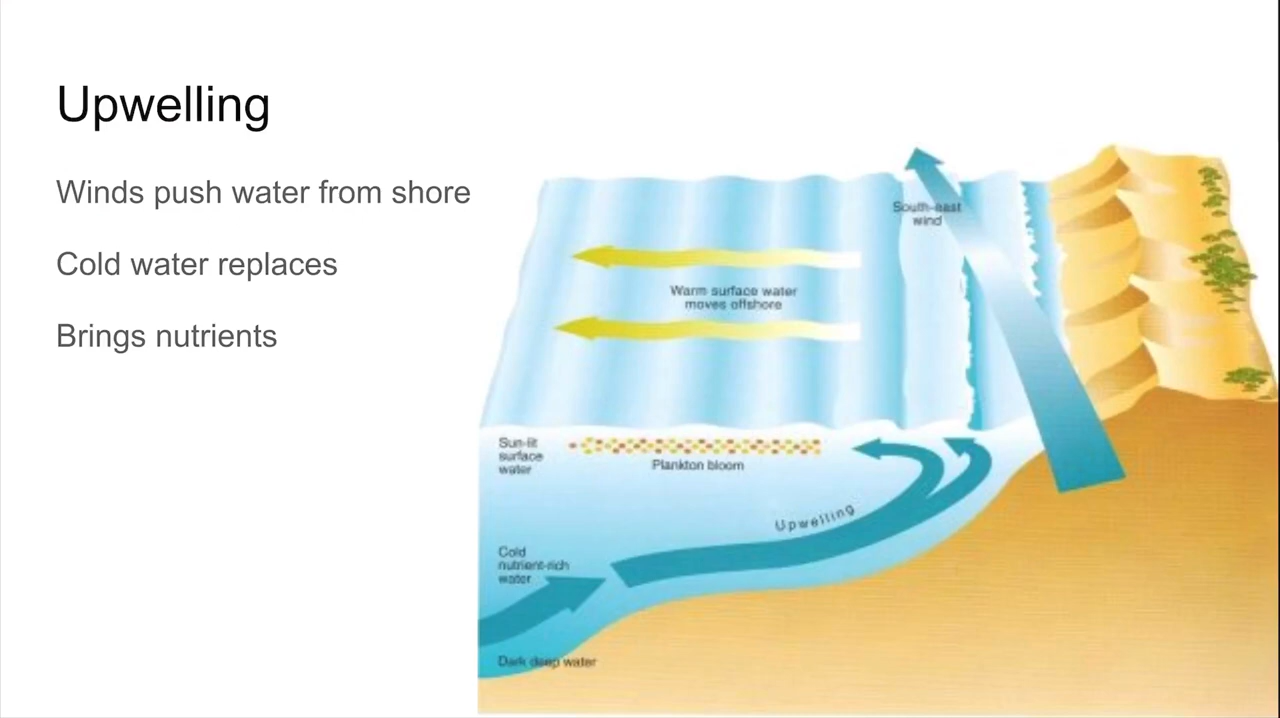 Upwelling
Winds push water from shore
Cold water replaces
Brings nutrients
South-east
wind
Warm surface water
moves offshore
Sun-lit
surface
water
Plankton bloom
Upwelling
Cold
nutrient-rich
water
Dark deep water